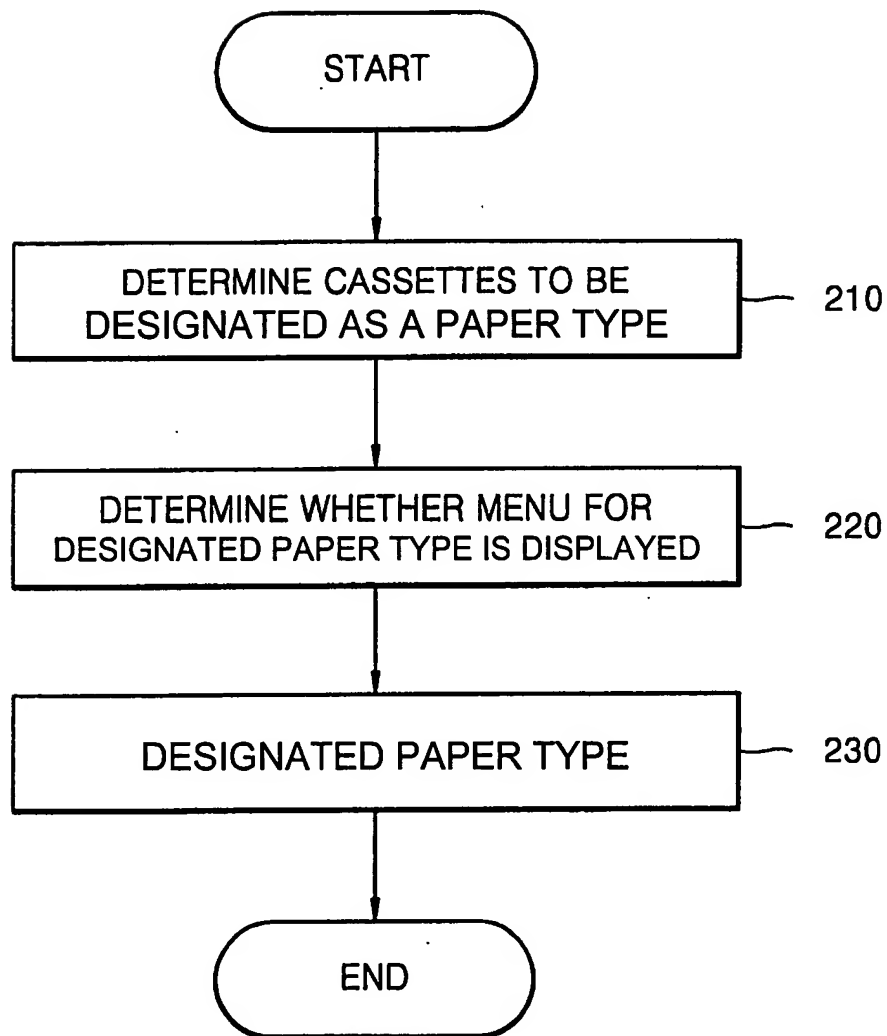 START
DETERMINE CASSETTES TO BE
DESIGNATED AS A PAPER TYPE
210
DETERMINE WHETHER MENU FOR
DESIGNATED PAPER TYPE IS DISPLAYED
220
DESIGNATED PAPER TYPE
230
END